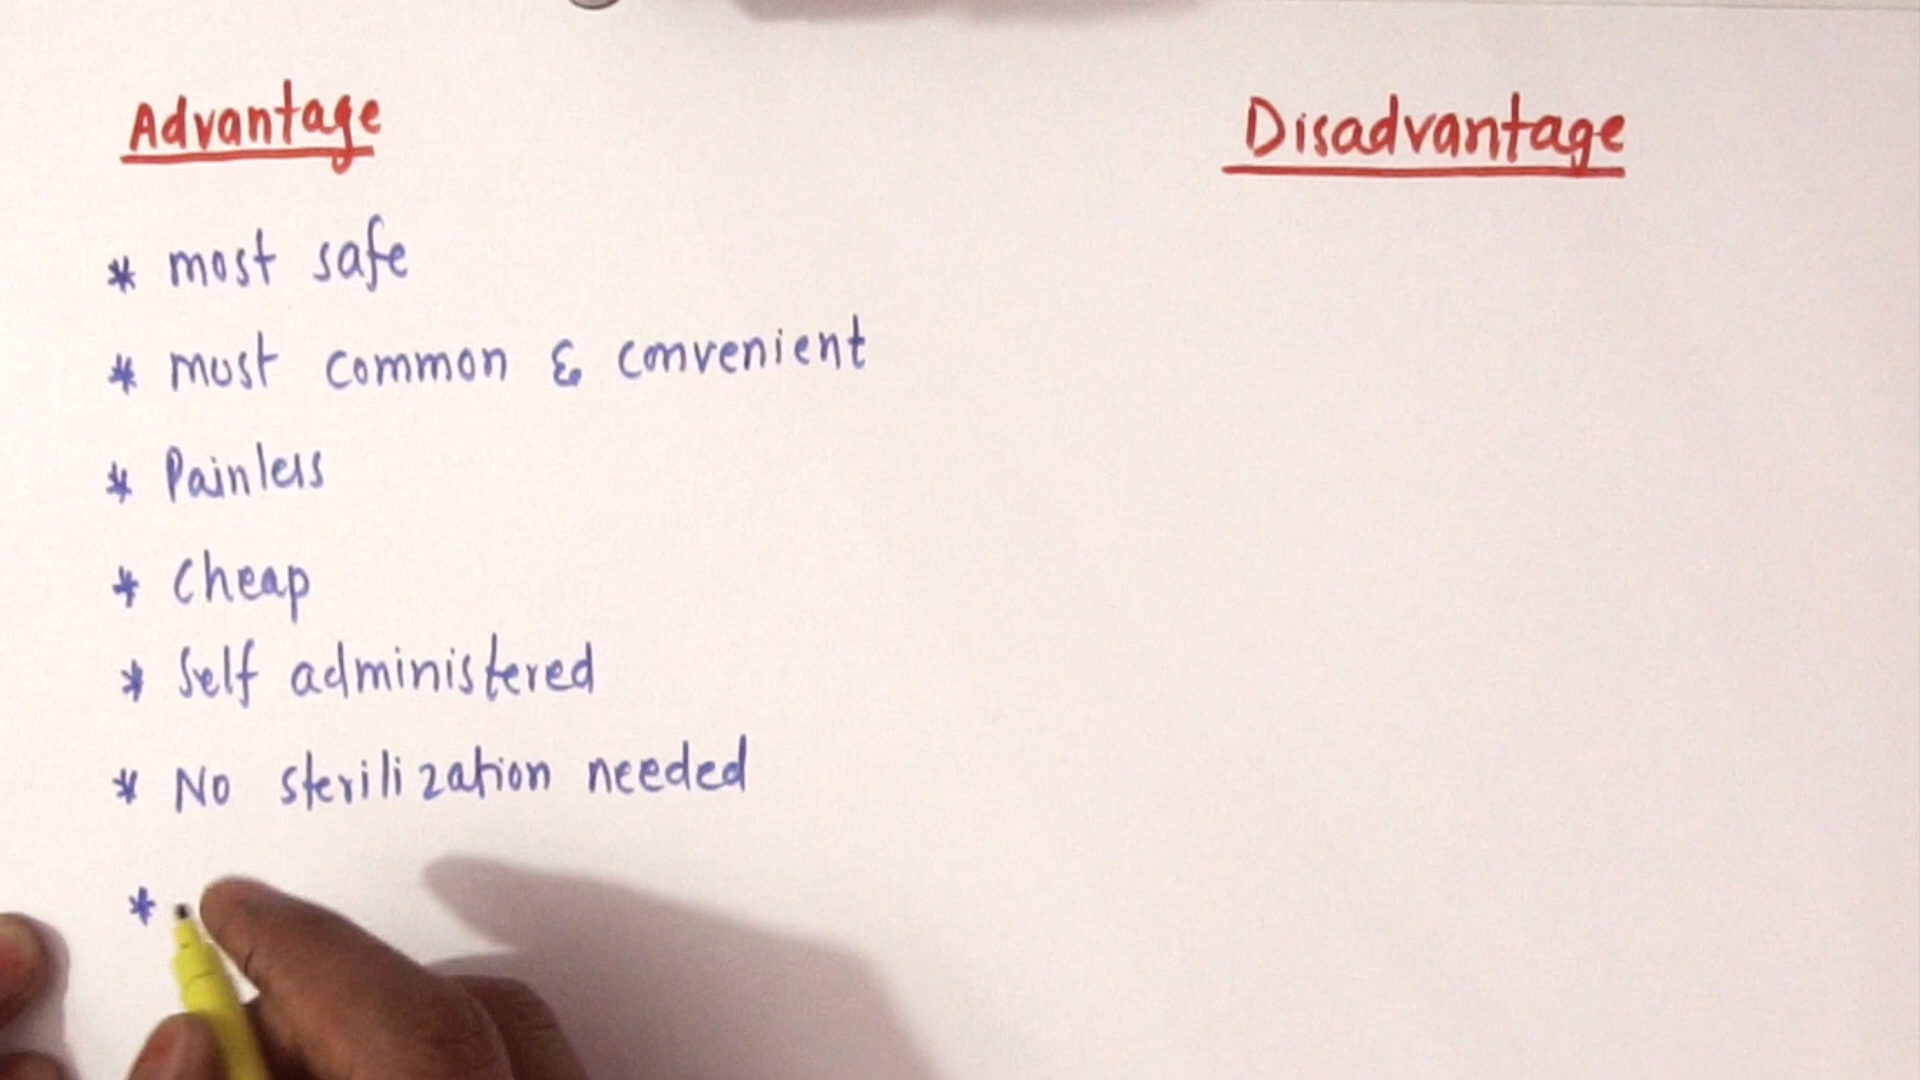 Advantage
Disadvantage
* most safe
* most common & convenient
* Painless
* Cheap
* Self administered
* No sterilization needed
*